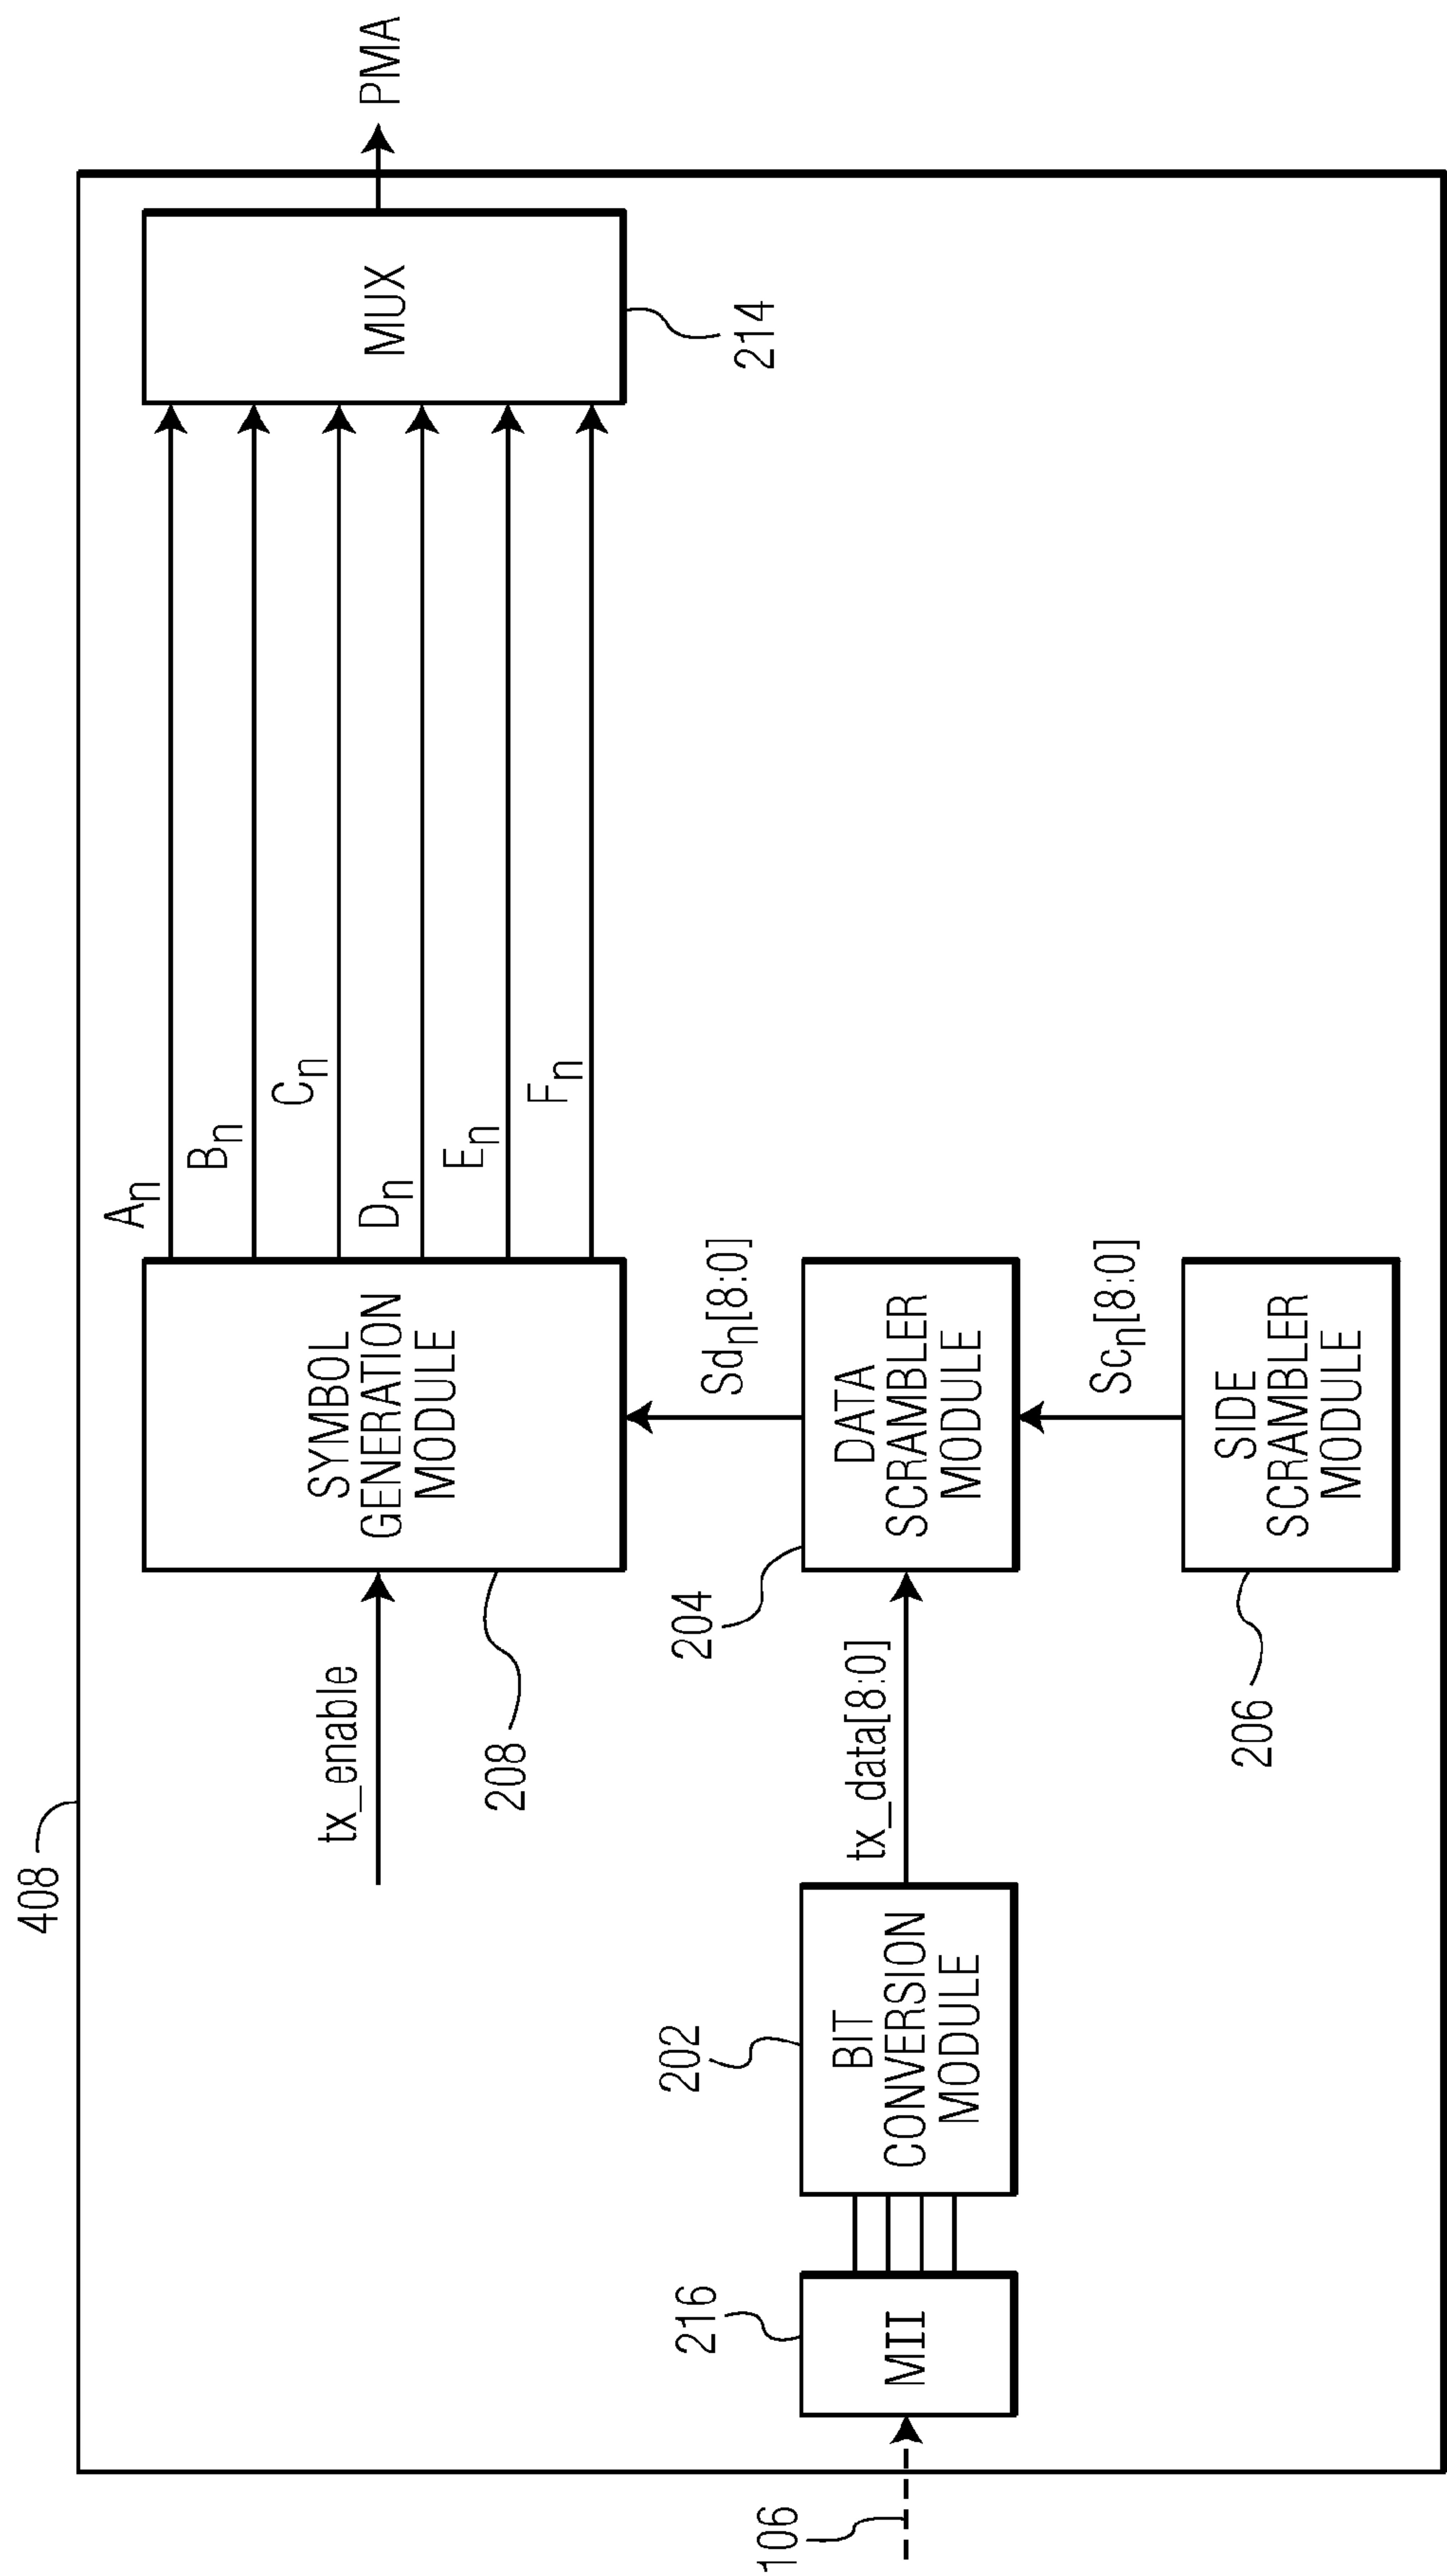 408
tx_enable
208
SYMBOL
GENERATION
MODULE
An
Bn
Cn
Dn
En
Fn
MUX
214
PMA
106
216
MII
202
BIT
CONVERSION
MODULE
tx_data[8:0]
204
DATA
SCRAMBLER
MODULE
Sdn[8:0]
Scn[8:0]
206
SIDE
SCRAMBLER
MODULE